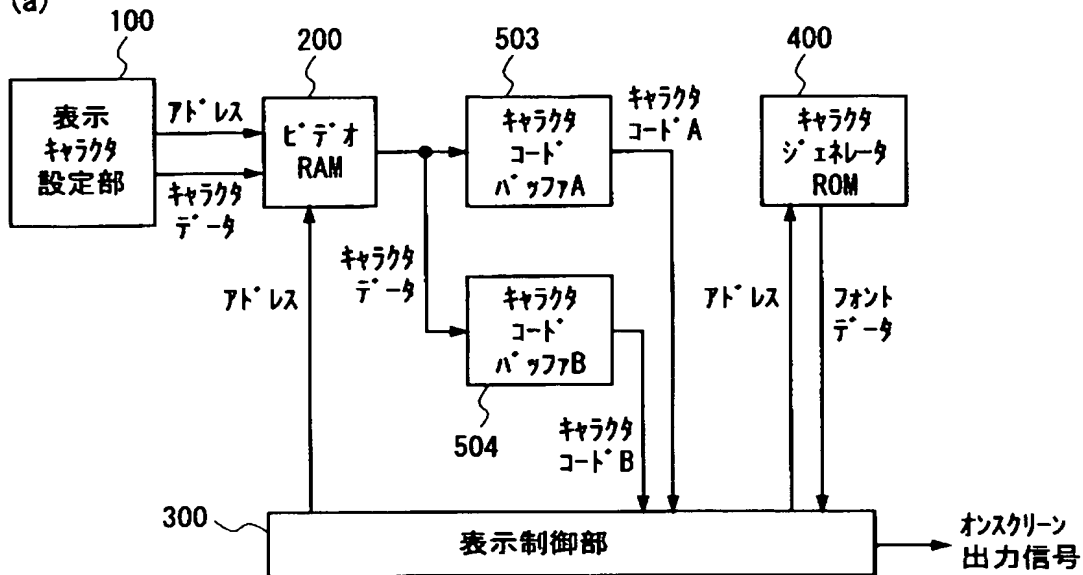 (a)
100
200
503
400
表示
キャラクタ
設定部
アドレス
キャラクタ
データ
ビデオ
RAM
キャラクタ
コード
バッファA
キャラクタ
コードA
キャラクタ
ジェネレータ
ROM
アドレス
キャラクタ
データ
キャラクタ
コード
バッファB
504
キャラクタ
コードB
アドレス
フォント
データ
300
表示制御部
オンスクリーン
出力信号